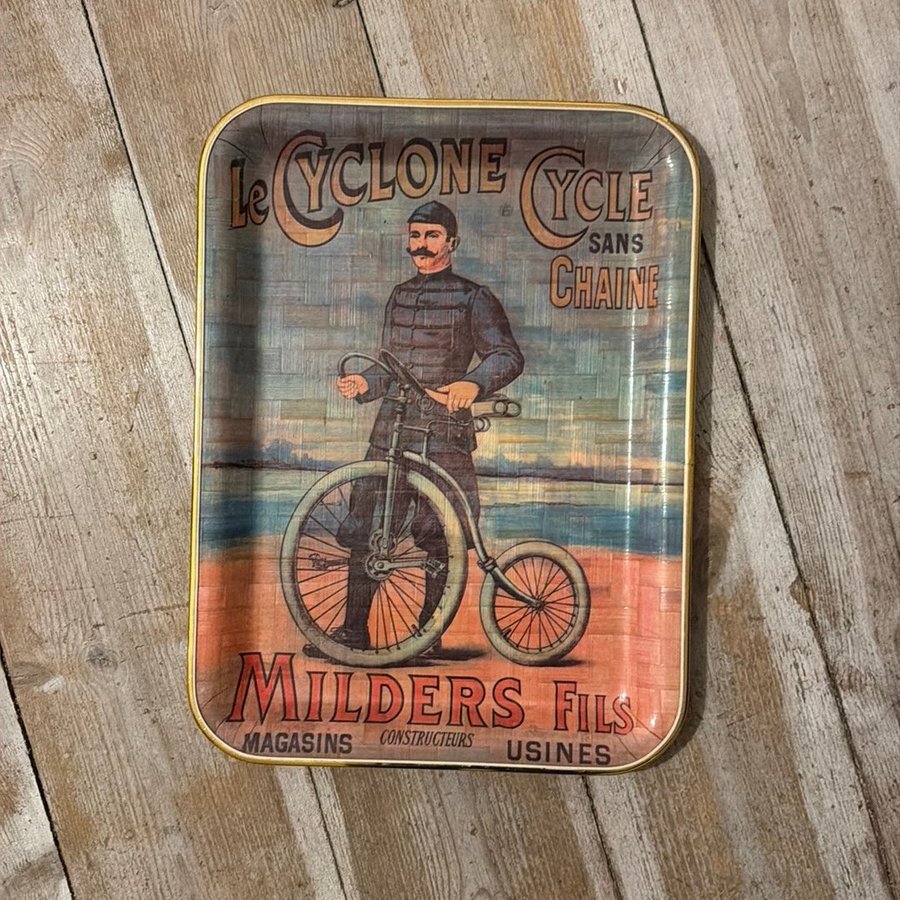 Le CYCLONE CYCLE
SANS
CHAINE
MILDERS FILS
MAGASINS CONSTRUCTEURS USINES